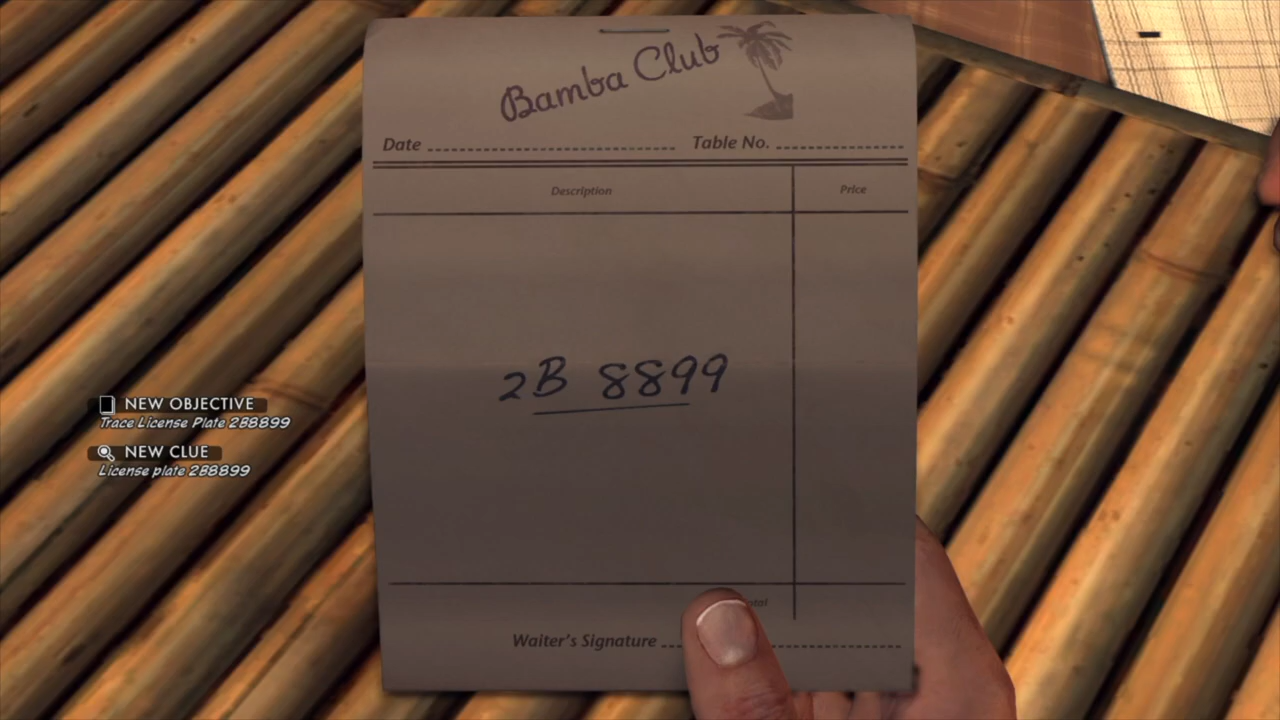 Bamba Club
Date
Table No.
Description
Price
2B 8899
NEW OBJECTIVE
Trace License Plate 2B8899
NEW CLUE
License plate 2B8899
Waiter's Signature